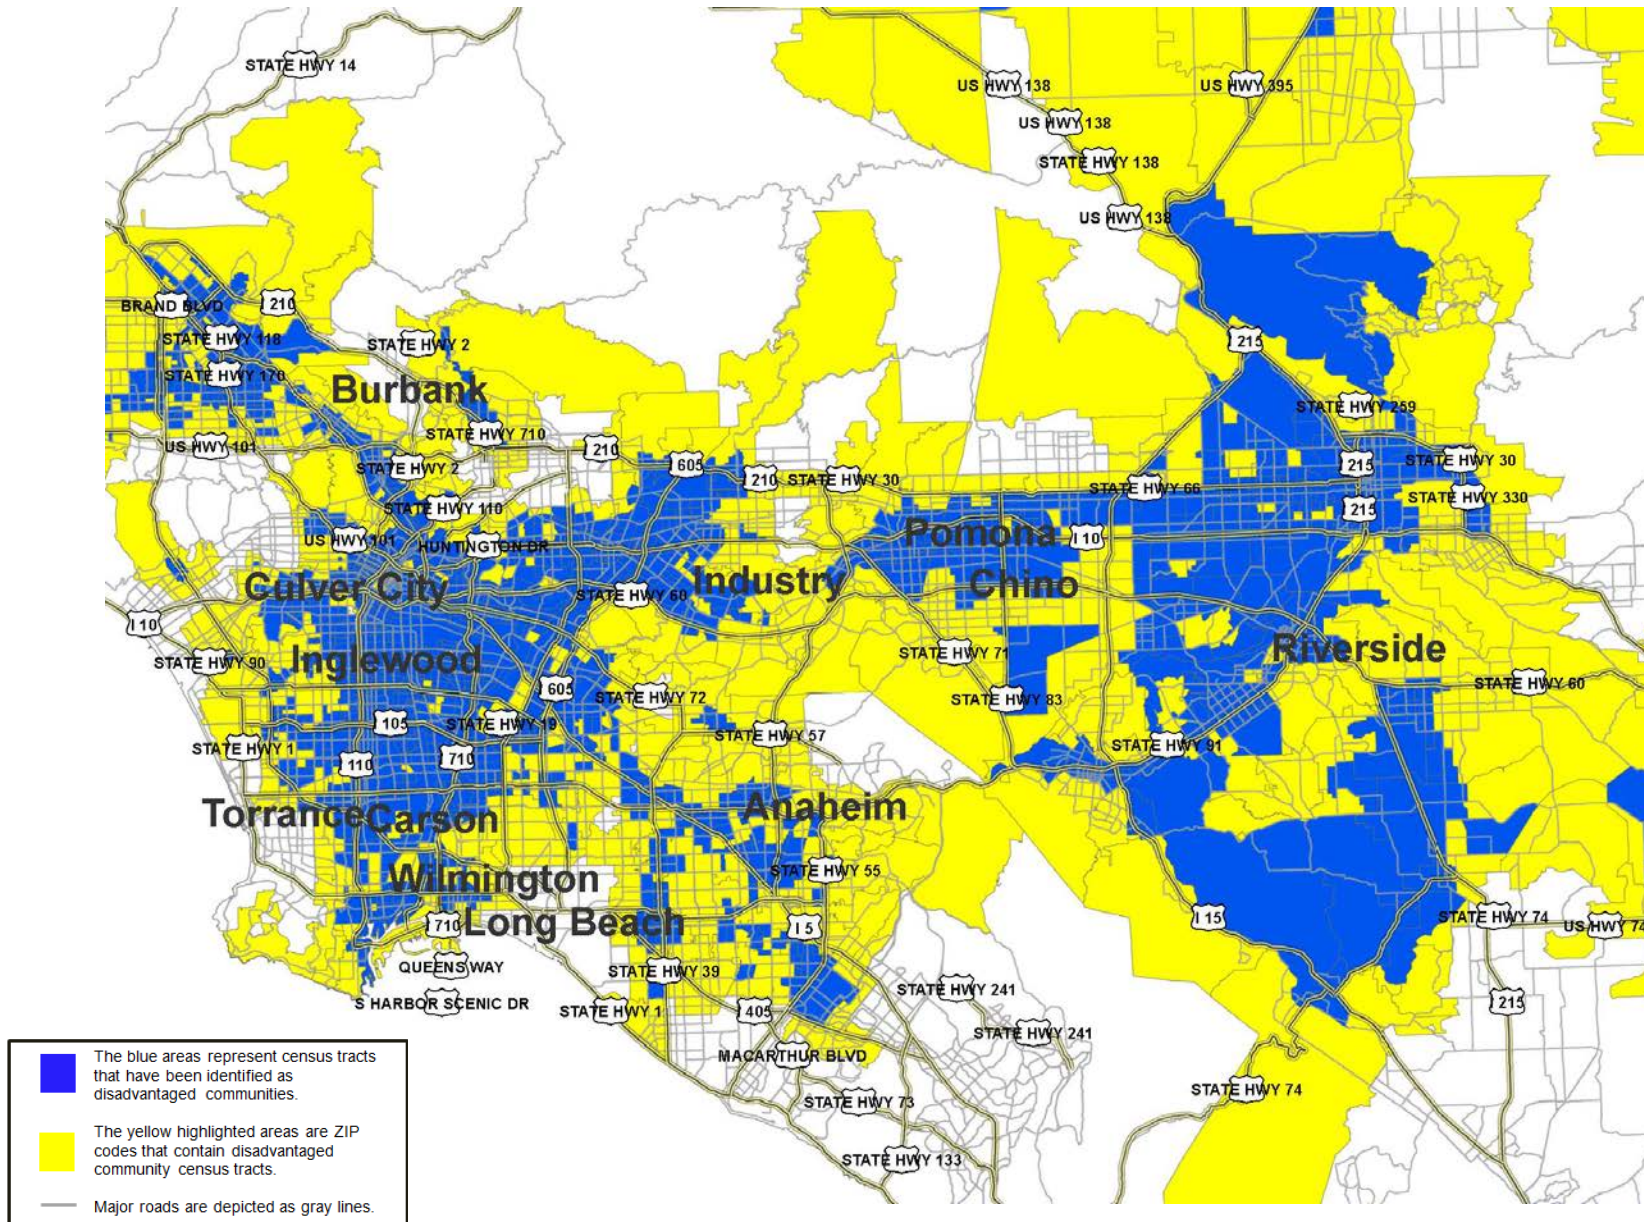 STATE HWY 14
US HWY 138
US HWY 395
US HWY 138
STATE HWY 138
US HWY 138
BRAND BLVD
I 210
STATE HWY 118
STATE HWY 2
I 215
STATE HWY 170
Burbank
STATE HWY 259
STATE HWY 710
US HWY 101
I 210
STATE HWY 2
I 605
I 210
STATE HWY 30
I 215
STATE HWY 30
STATE HWY 66
STATE HWY 330
STATE HWY 110
I 215
US HWY 101
HUNTINGTON DR
Pomona
I 10
Culver City
STATE HWY 60
Industry
Chino
I 10
STATE HWY 90
Inglewood
STATE HWY 71
Riverside
I 605
STATE HWY 72
STATE HWY 83
STATE HWY 60
I 105
STATE HWY 19
STATE HWY 57
STATE HWY 91
STATE HWY 1
I 110
I 710
Torrance
Carson
Anaheim
Wilmington
STATE HWY 55
I 710
Long Beach
I 5
I 15
STATE HWY 74
US HWY 74
QUEENS WAY
STATE HWY 39
STATE HWY 241
S HARBOR SCENIC DR
STATE HWY 1
I 405
I 215
STATE HWY 241
MACARTHUR BLVD
STATE HWY 73
STATE HWY 74
STATE HWY 133
The blue areas represent census tracts
that have been identified as
disadvantaged communities.
The yellow highlighted areas are ZIP
codes that contain disadvantaged
community census tracts.
Major roads are depicted as gray lines.